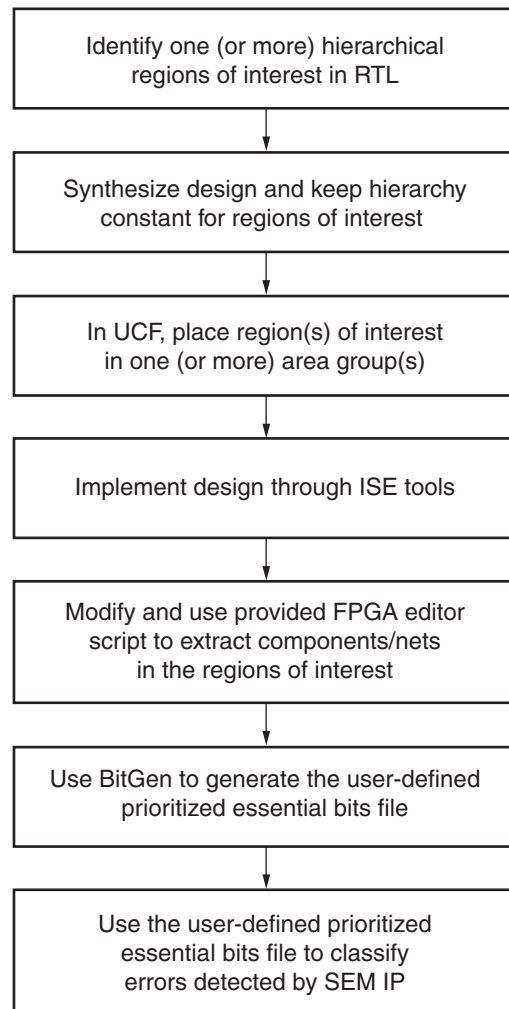 Identify one (or more) hierarchical
regions of interest in RTL
Synthesize design and keep hierarchy
constant for regions of interest
In UCF, place region(s) of interest
in one (or more) area group(s)
Implement design through ISE tools
Modify and use provided FPGA editor
script to extract components/nets
in the regions of interest
Use BitGen to generate the user-defined
prioritized essential bits file
Use the user-defined prioritized
essential bits file to classify
errors detected by SEM IP